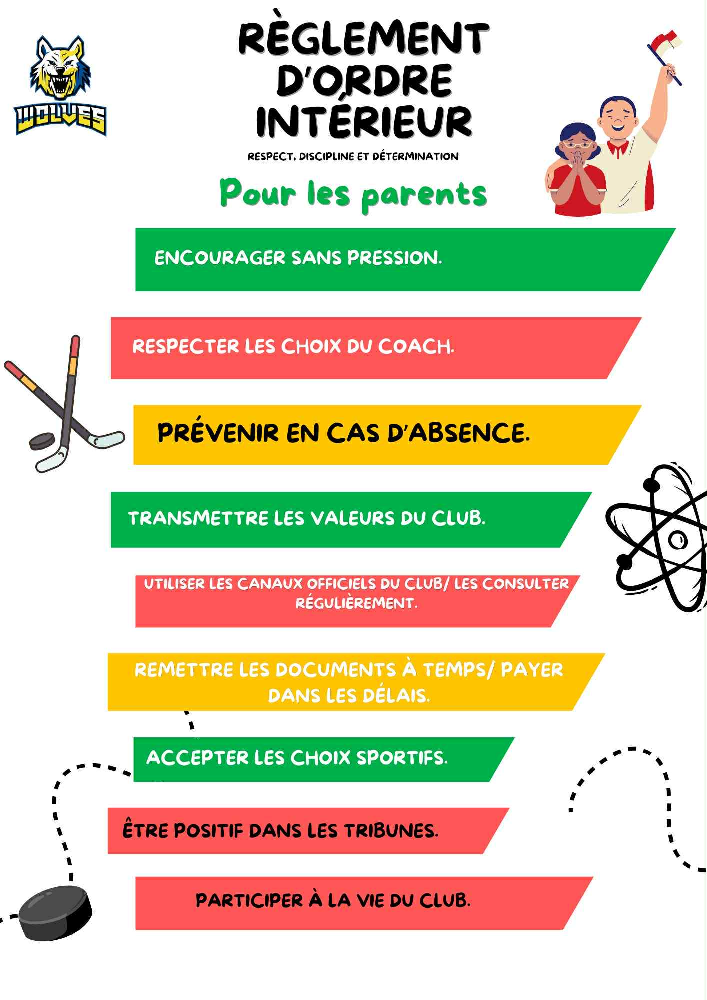 WOLVES
RÈGLEMENT
D'ORDRE
INTÉRIEUR
RESPECT, DISCIPLINE ET DÉTERMINATION
Pour les parents
ENCOURAGER SANS PRESSION.
RESPECTER LES CHOIX DU COACH.
PRÉVENIR EN CAS D'ABSENCE.
TRANSMETTRE LES VALEURS DU CLUB.
UTILISER LES CANAUX OFFICIELS DU CLUB/ LES CONSULTER
RÉGULIÈREMENT.
REMETTRE LES DOCUMENTS À TEMPS/ PAYER
DANS LES DÉLAIS.
ACCEPTER LES CHOIX SPORTIFS.
ÊTRE POSITIF DANS LES TRIBUNES.
PARTICIPER À LA VIE DU CLUB.